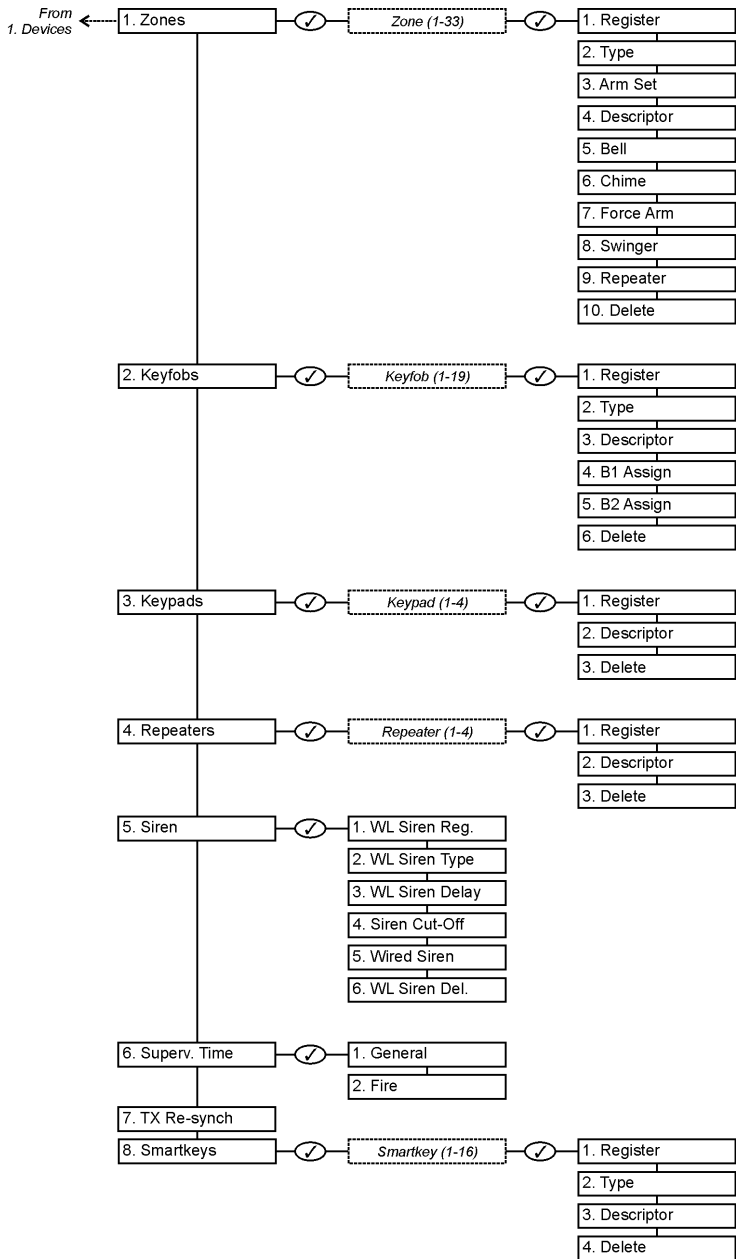 From
1. Devices
1. Zones
Zone (1-33)
1. Register
2. Type
3. Arm Set
4. Descriptor
5. Bell
6. Chime
7. Force Arm
8. Swinger
9. Repeater
10. Delete
2. Keyfobs
Keyfob (1-19)
1. Register
2. Type
3. Descriptor
4. B1 Assign
5. B2 Assign
6. Delete
3. Keypads
Keypad (1-4)
1. Register
2. Descriptor
3. Delete
4. Repeaters
Repeater (1-4)
1. Register
2. Descriptor
3. Delete
5. Siren
1. WL Siren Reg.
2. WL Siren Type
3. WL Siren Delay
4. Siren Cut-Off
5. Wired Siren
6. WL Siren Del.
6. Superv. Time
1. General
2. Fire
7. TX Re-synch
8. Smartkeys
Smartkey (1-16)
1. Register
2. Type
3. Descriptor
4. Delete